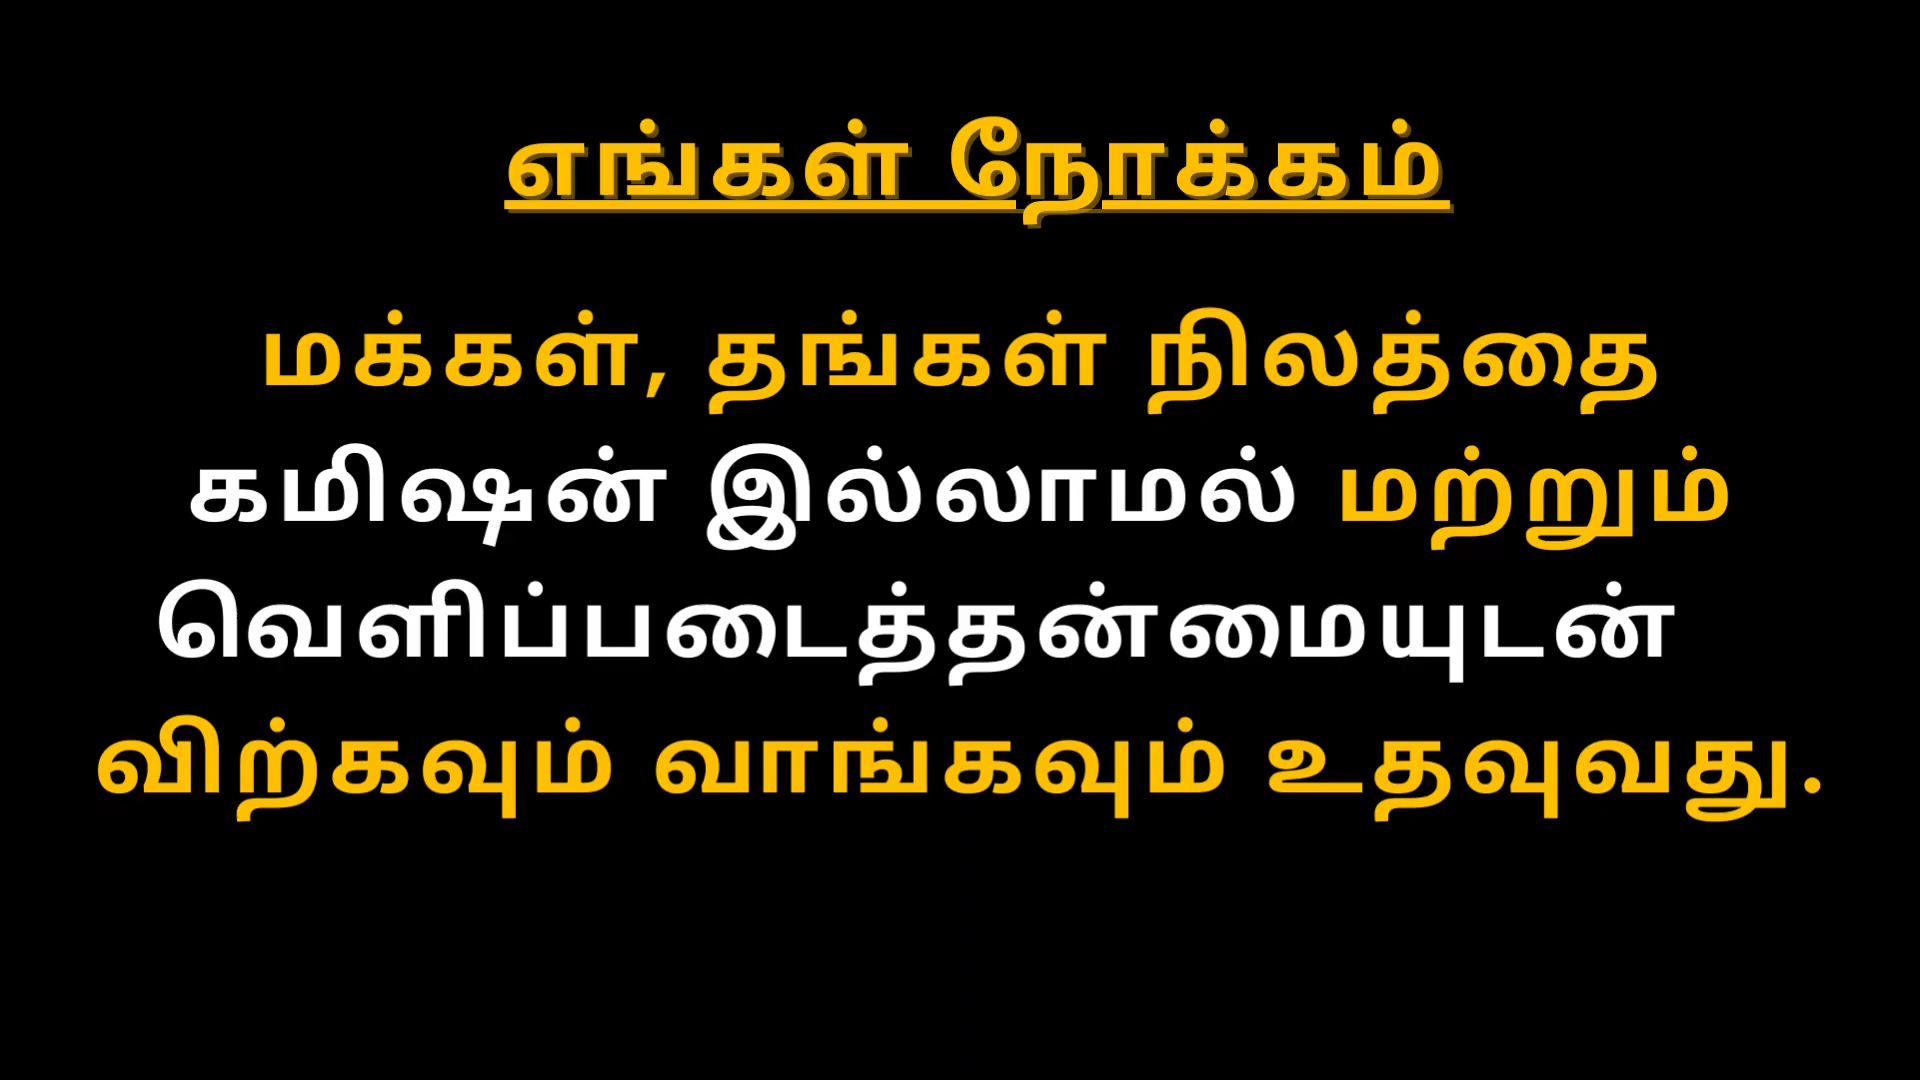 எங்கள் நோக்கம்
மக்கள், தங்கள் நிலத்தை
கமிஷன் இல்லாமல் மற்றும்
வெளிப்படைத்தன்மையுடன்
விற்கவும் வாங்கவும் உதவுவது.